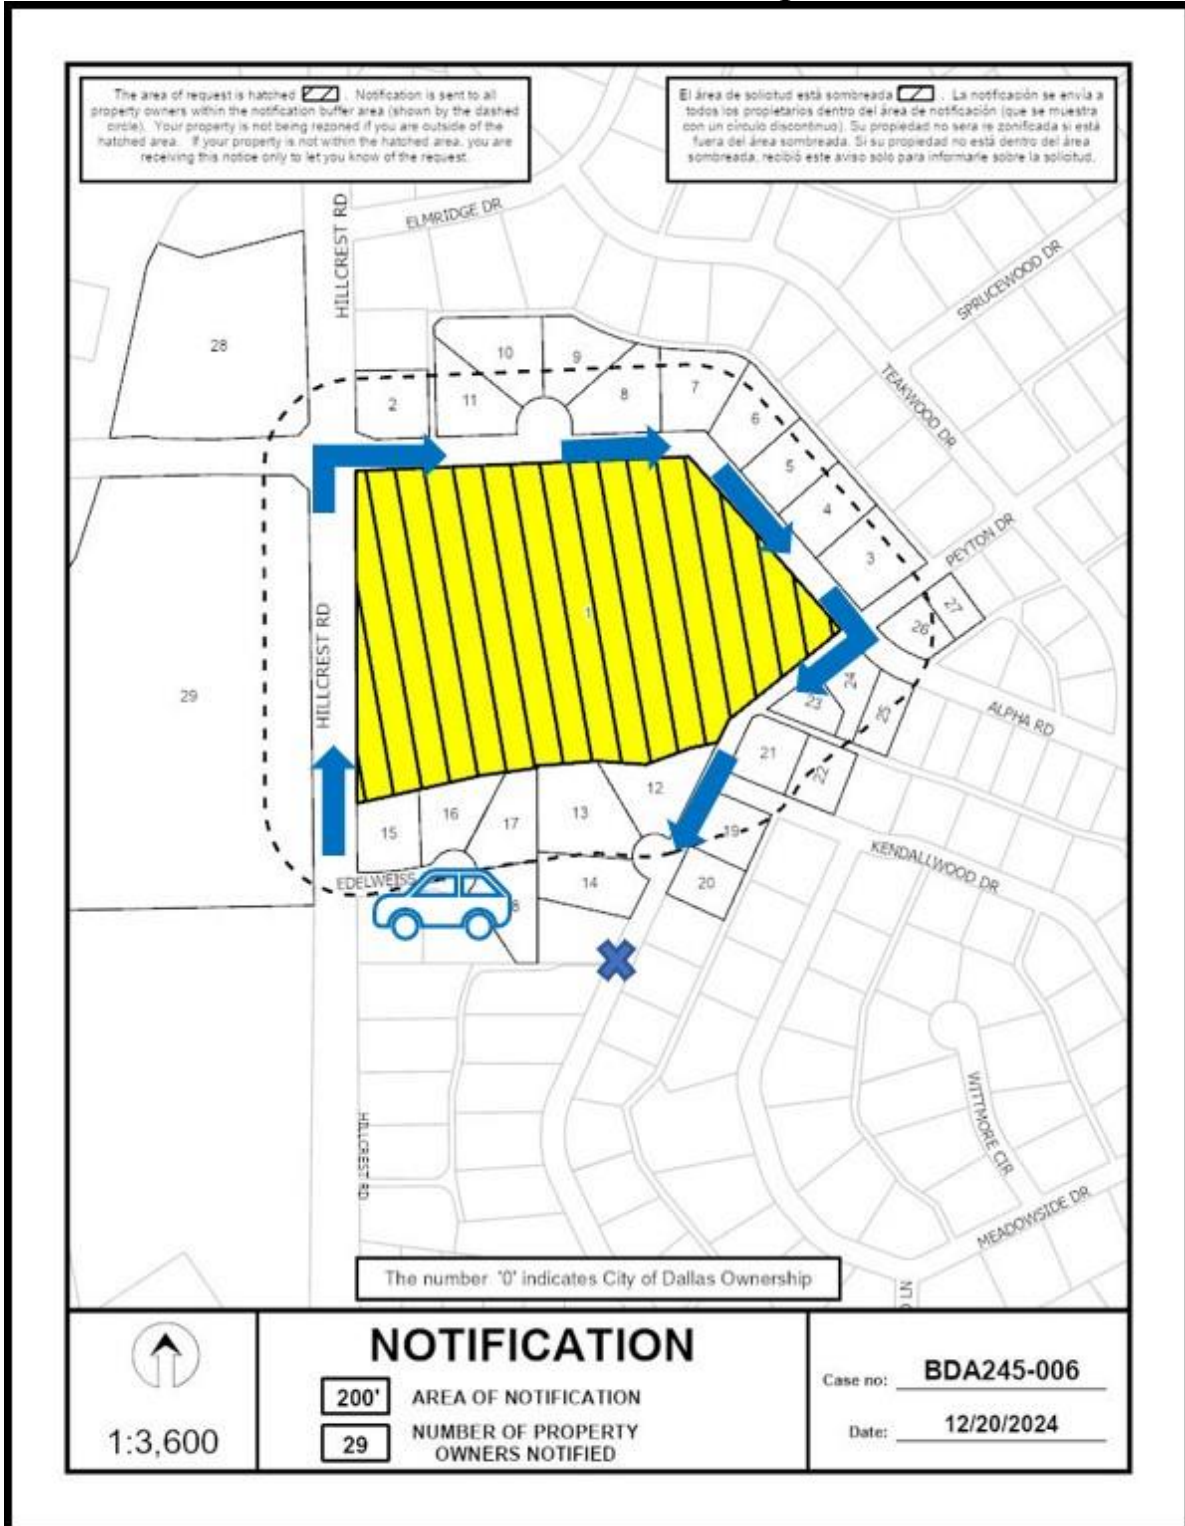 The area of request is hatched . Notification is sent to all
property owners within the notification buffer area (shown by the dashed
circle). Your property is not being rezoned if you are outside of the
hatched area. If your property is not within the hatched area, you are
receiving this notice only to let you know of the request.
El área de solicitud está sombreada . La notificación se envía a
todos los propietarios dentro del área de notificación (que se muestra
con un círculo discontinuo). Su propiedad no sera re zonificada si está
fuera del área sombreada. Si su propiedad no está dentro del área
sombreada, recibió este aviso solo para informarle sobre la solicitud.
HILLCREST RD
ELMRIDGE DR
SPRUCEWOOD DR
28
10
9
TEAKWOOD DR
2
11
8
7
6
5
4
3
PEYTON DR
27
26
1
HILLCREST RD
29
24
23
25
ALPHA RD
21
22
12
16
13
15
17
19
KENDALLWOOD DR
EDELWEISS
14
20
8
WITTMORE CIR
HILLCREST RD
MEADOWSIDE DR
LN
The number '0' indicates City of Dallas Ownership
1:3,600
NOTIFICATION
200' AREA OF NOTIFICATION
29 NUMBER OF PROPERTY
OWNERS NOTIFIED
Case no: BDA245-006
Date: 12/20/2024